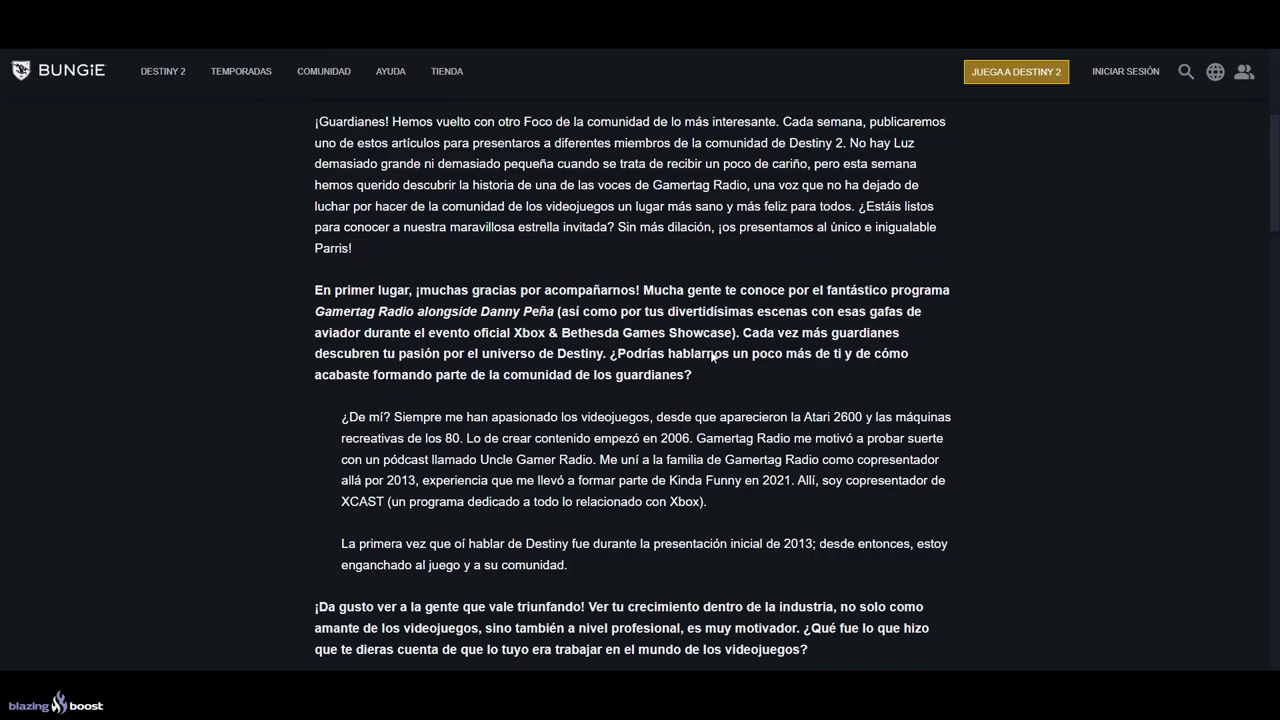 BUNGiE DESTINY 2 TEMPORADAS COMUNIDAD AYUDA TIENDA JUEGA A DESTINY 2 INICIAR SESIÓN
¡Guardianes! Hemos vuelto con otro Foco de la comunidad de lo más interesante. Cada semana, publicaremos
uno de estos artículos para presentaros a diferentes miembros de la comunidad de Destiny 2. No hay Luz
demasiado grande ni demasiado pequeña cuando se trata de recibir un poco de cariño, pero esta semana
hemos querido descubrir la historia de una de las voces de Gamertag Radio, una voz que no ha dejado de
luchar por hacer de la comunidad de los videojuegos un lugar más sano y más feliz para todos. ¿Estáis listos
para conocer a nuestra maravillosa estrella invitada? Sin más dilación, ¡os presentamos al único e inigualable
Parris!
En primer lugar, ¡muchas gracias por acompañarnos! Mucha gente te conoce por el fantástico programa
Gamertag Radio alongside Danny Peña (así como por tus divertidísimas escenas con esas gafas de
aviador durante el evento oficial Xbox & Bethesda Games Showcase). Cada vez más guardianes
descubren tu pasión por el universo de Destiny. ¿Podrías hablarnos un poco más de ti y de cómo
acabaste formando parte de la comunidad de los guardianes?
¿De mí? Siempre me han apasionado los videojuegos, desde que aparecieron la Atari 2600 y las máquinas
recreativas de los 80. Lo de crear contenido empezó en 2006. Gamertag Radio me motivó a probar suerte
con un pódcast llamado Uncle Gamer Radio. Me uní a la familia de Gamertag Radio como copresentador
allá por 2013, experiencia que me llevó a formar parte de Kinda Funny en 2021. Allí, soy copresentador de
XCAST (un programa dedicado a todo lo relacionado con Xbox).
La primera vez que oí hablar de Destiny fue durante la presentación inicial de 2013; desde entonces, estoy
enganchado al juego y a su comunidad.
¡Da gusto ver a la gente que vale triunfando! Ver tu crecimiento dentro de la industria, no solo como
amante de los videojuegos, sino también a nivel profesional, es muy motivador. ¿Qué fue lo que hizo
que te dieras cuenta de que lo tuyo era trabajar en el mundo de los videojuegos?
blazing boost